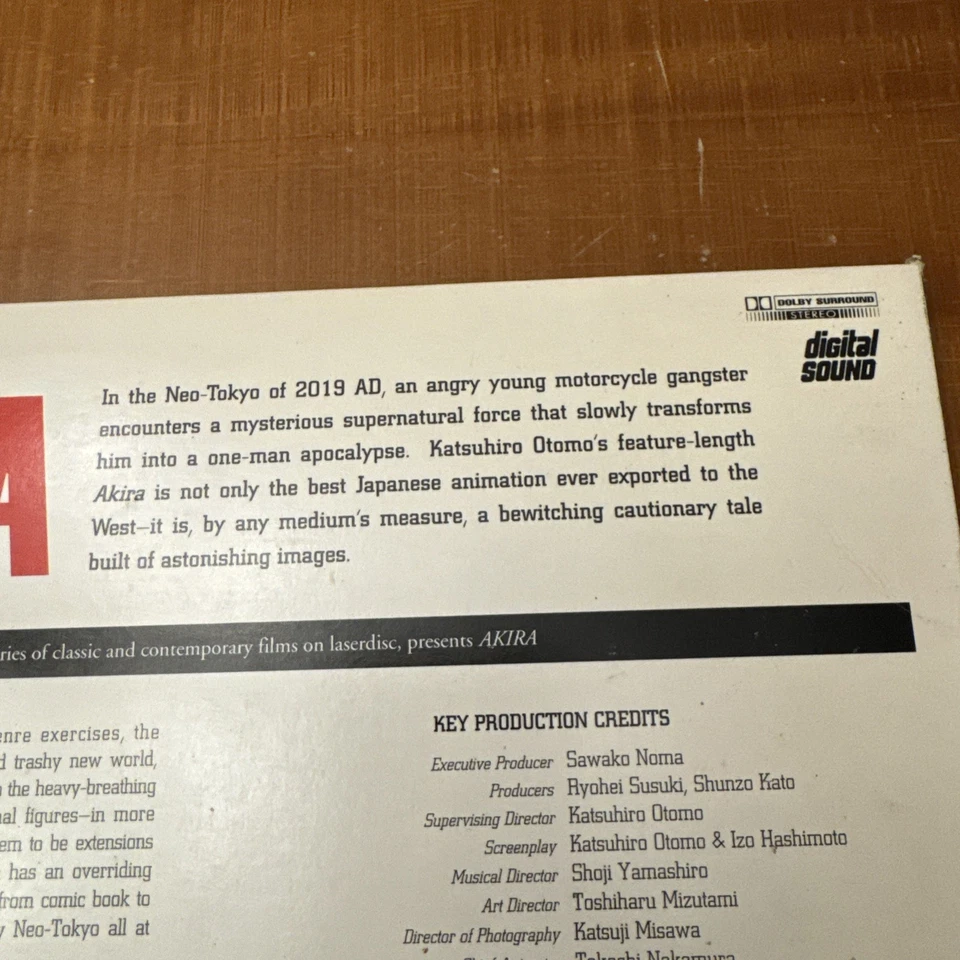 DOLBY SURROUND
STEREO
digital
SOUND
A
In the Neo-Tokyo of 2019 AD, an angry young motorcycle gangster
encounters a mysterious supernatural force that slowly transforms
him into a one-man apocalypse. Katsuhiro Otomo's feature-length
Akira is not only the best Japanese animation ever exported to the
West—it is, by any medium's measure, a bewitching cautionary tale
built of astonishing images.
ries of classic and contemporary films on laserdisc, presents AKIRA
enre exercises, the
d trashy new world,
the heavy-breathing
nal figures—in more
em to be extensions
has an overriding
from comic book to
Neo-Tokyo all at
KEY PRODUCTION CREDITS
Executive Producer Sawako Noma
Producers Ryohei Susuki, Shunzo Kato
Supervising Director Katsuhiro Otomo
Screenplay Katsuhiro Otomo & Izo Hashimoto
Musical Director Shoji Yamashiro
Art Director Toshiharu Mizutami
Director of Photography Katsuji Misawa
Takashi Nakamura